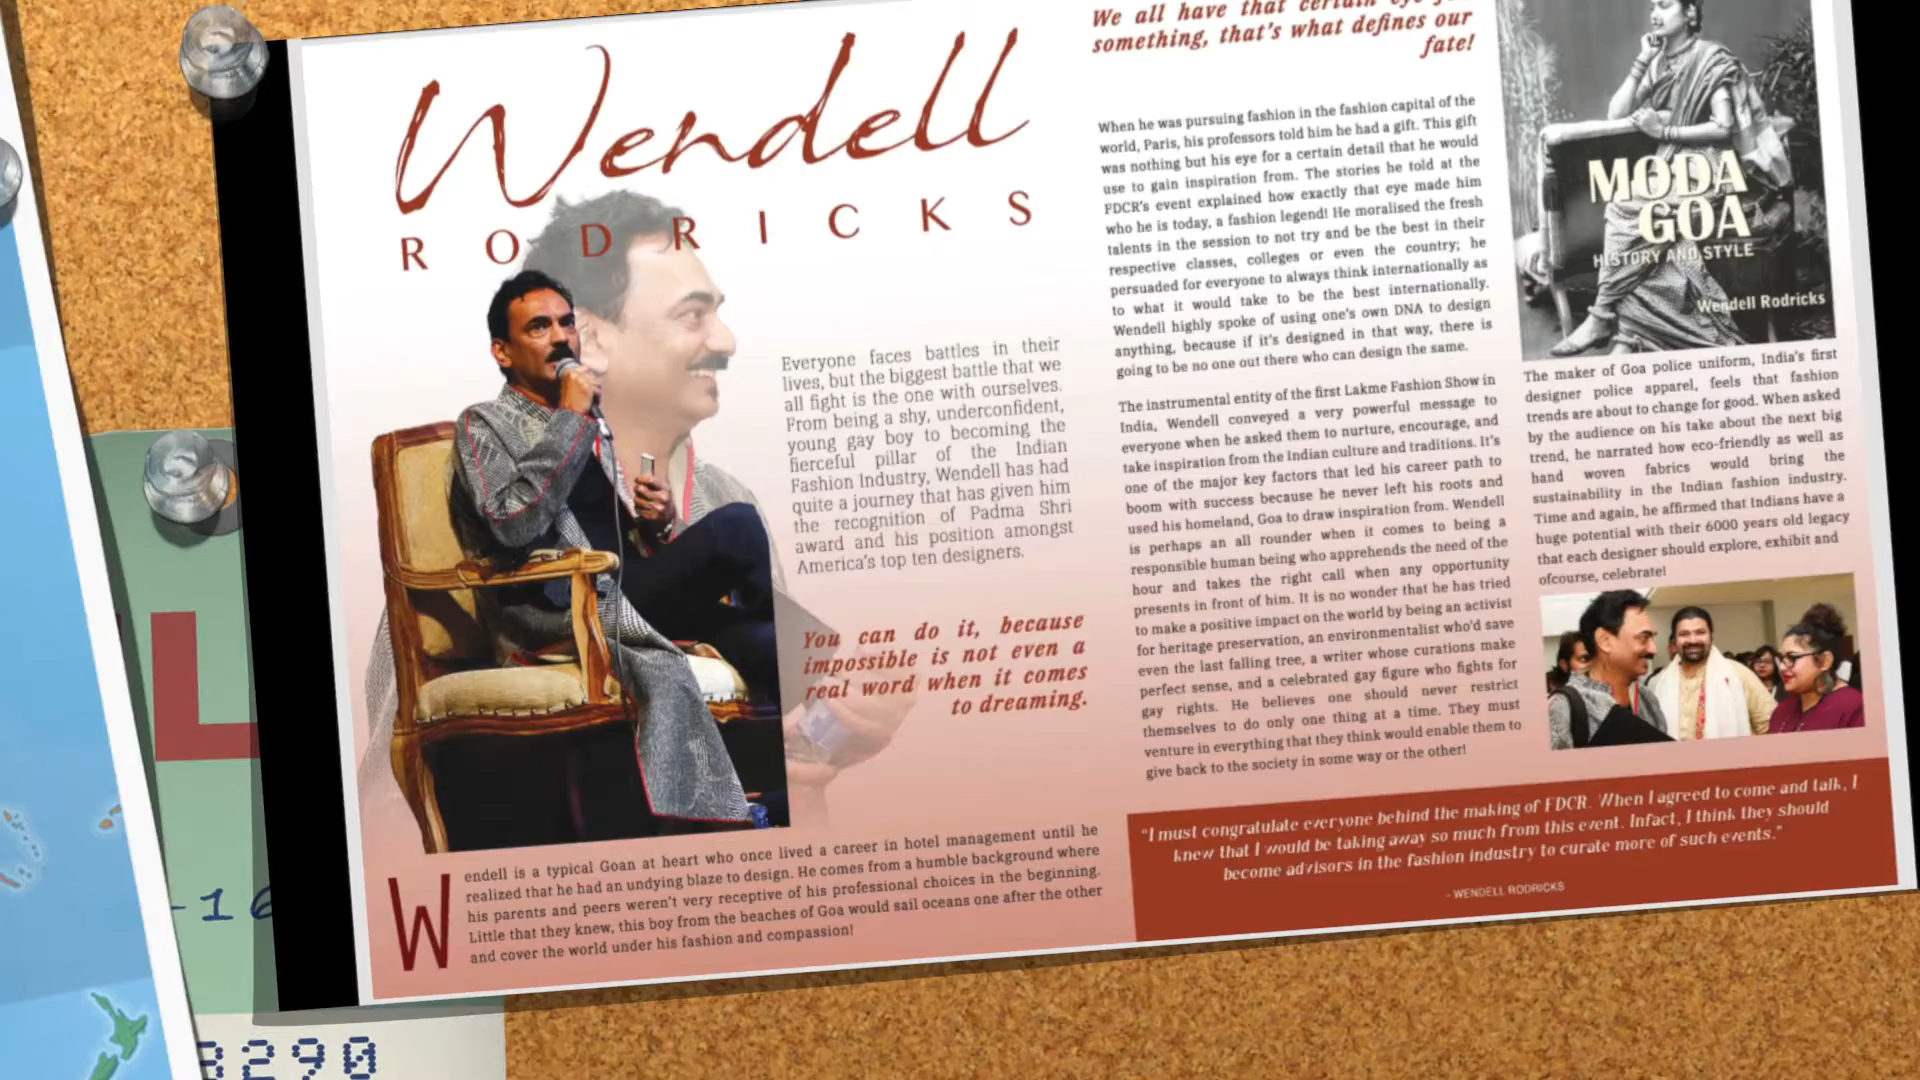 Wendell
RODRICKS
Everyone faces battles in their
lives, but the biggest battle that we
all fight is the one with ourselves.
From being a shy, underconfident,
young gay boy to becoming the
fierceful pillar of the Indian
Fashion Industry, Wendell has had
quite a journey that has given him
the recognition of Padma Shri
award and his position amongst
America's top ten designers.
You can do it, because
impossible is not even a
real word when it comes
to dreaming.
Wendell is a typical Goan at heart who once lived a career in hotel management until he
realized that he had an undying blaze to design. He comes from a humble background where
his parents and peers weren't very receptive of his professional choices in the beginning.
Little that they knew, this boy from the beaches of Goa would sail oceans one after the other
and cover the world under his fashion and compassion!
We all have that certain eye
something, that's what defines our
fate!
When he was pursuing fashion in the fashion capital of the
world, Paris, his professors told him he had a gift. This gift
was nothing but his eye for a certain detail that he would
use to gain inspiration from. The stories he told at the
FDCR's event explained how exactly that eye made him
who he is today, a fashion legend! He moralised the fresh
talents in the session to not try and be the best in their
respective classes, colleges or even the country; he
persuaded for everyone to always think internationally as
to what it would take to be the best internationally.
Wendell highly spoke of using one's own DNA to design
anything, because if it's designed in that way, there is
going to be no one out there who can design the same.
The instrumental entity of the first Lakme Fashion Show in
India, Wendell conveyed a very powerful message to
everyone when he asked them to nurture, encourage, and
take inspiration from the Indian culture and traditions. It's
one of the major key factors that led his career path to
boom with success because he never left his roots and
used his homeland, Goa to draw inspiration from. Wendell
is perhaps an all rounder when it comes to being a
responsible human being who apprehends the need of the
hour and takes the right call when any opportunity
presents in front of him. It is no wonder that he has tried
to make a positive impact on the world by being an activist
for heritage preservation, an environmentalist who'd save
even the last falling tree, a writer whose curations make
perfect sense, and a celebrated gay figure who fights for
gay rights. He believes one should never restrict
themselves to do only one thing at a time. They must
venture in everything that they think would enable them to
give back to the society in some way or the other!
MODA
GOA
HISTORY AND STYLE
Wendell Rodricks
The maker of Goa police uniform, India's first
designer police apparel, feels that fashion
trends are about to change for good. When asked
by the audience on his take about the next big
trend, he narrated how eco-friendly as well as
hand woven fabrics would bring the
sustainability in the Indian fashion industry.
Time and again, he affirmed that Indians have a
huge potential with their 6000 years old legacy
that each designer should explore, exhibit and
ofcourse, celebrate!
"I must congratulate everyone behind the making of FDCR. When I agreed to come and talk, I
knew that I would be taking away so much from this event. Infact, I think they should
become advisors in the fashion industry to curate more of such events."
- WENDELL RODRICKS
L
-16
3290